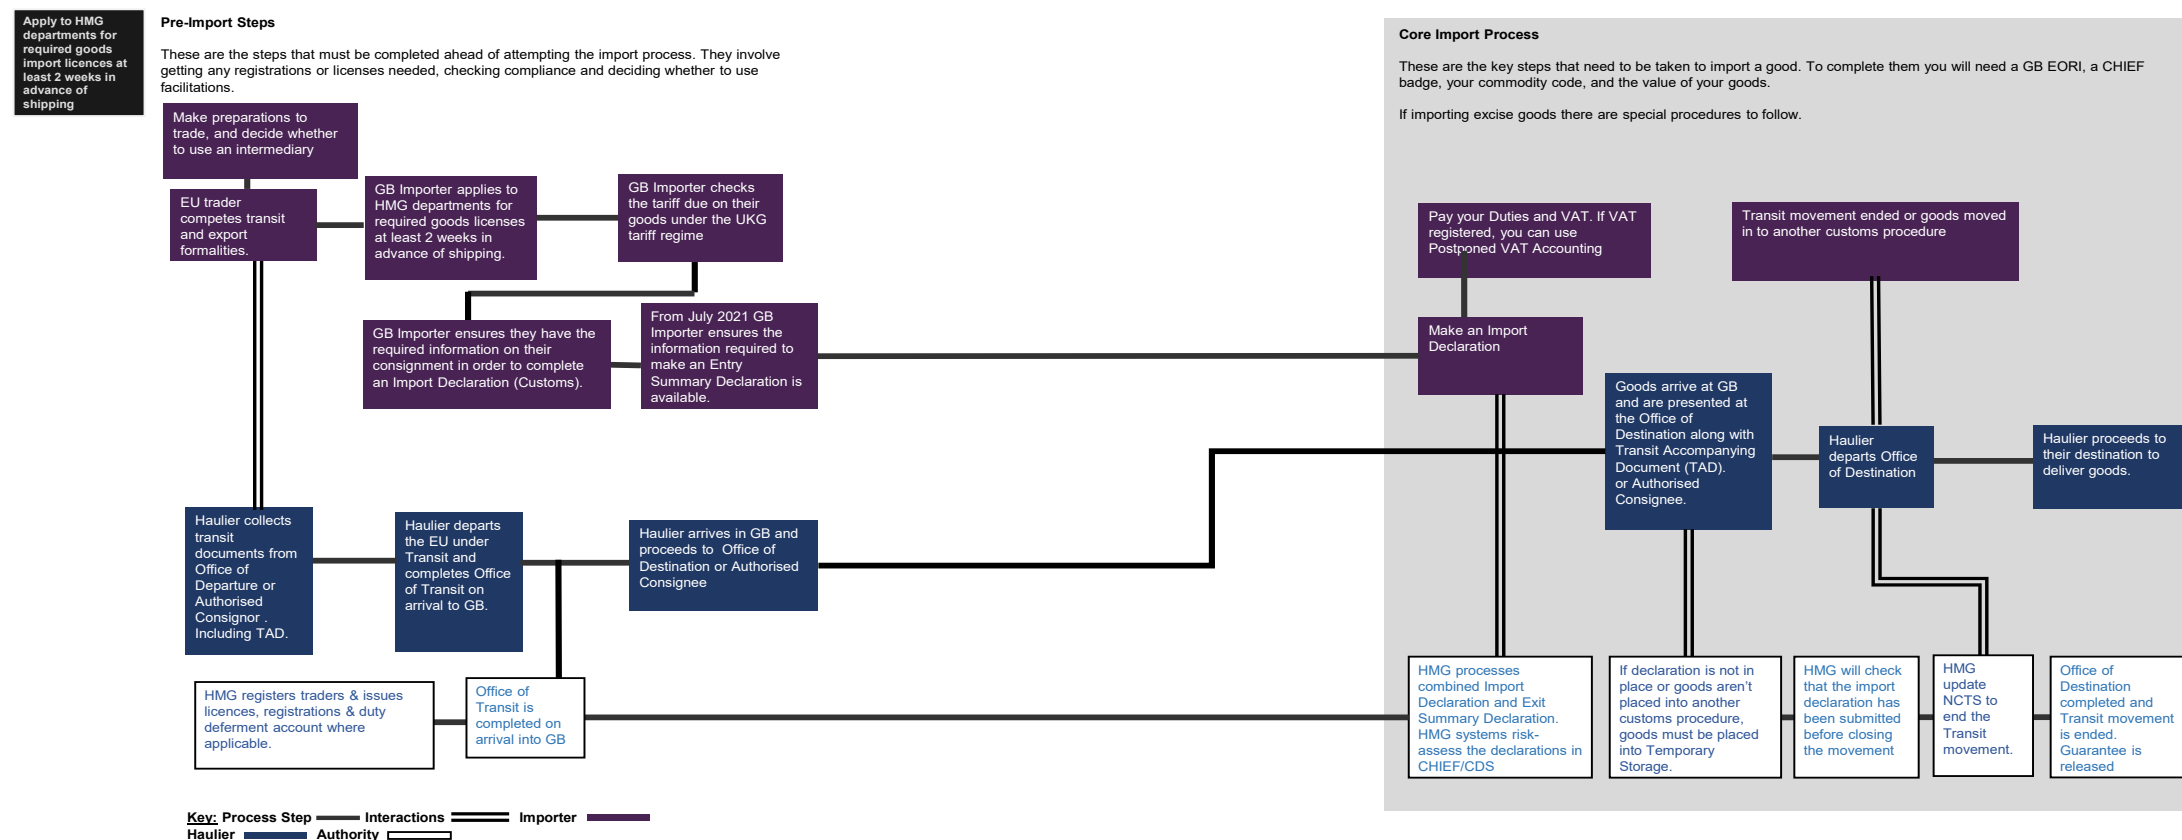 Apply to HMG
departments for
required goods
import licences at
least 2 weeks in
advance of
shipping
Pre-Import Steps
These are the steps that must be completed ahead of attempting the import process. They involve
getting any registrations or licenses needed, checking compliance and deciding whether to use
facilitations.
Make preparations to
trade, and decide whether
to use an intermediary
EU trader
competes transit
and export
formalities.
GB Importer applies to
HMG departments for
required goods licenses
at least 2 weeks in
advance of shipping.
GB Importer checks
the tariff due on their
goods under the UKG
tariff regime
GB Importer ensures they have the
required information on their
consignment in order to complete
an Import Declaration (Customs).
From July 2021 GB
Importer ensures the
information required to
make an Entry
Summary Declaration is
available.
Haulier collects
transit
documents from
Office of
Departure or
Authorised
Consignor .
Including TAD.
Haulier departs
the EU under
Transit and
completes Office
of Transit on
arrival to GB.
Haulier arrives in GB and
proceeds to  Office of
Destination or Authorised
Consignee
HMG registers traders & issues
licences, registrations & duty
deferment account where
applicable.
Office of
Transit is
completed on
arrival into GB
Core Import Process
These are the key steps that need to be taken to import a good. To complete them you will need a GB EORI, a CHIEF
badge, your commodity code, and the value of your goods.
If importing excise goods there are special procedures to follow.
Pay your Duties and VAT. If VAT
registered, you can use
Postponed VAT Accounting
Transit movement ended or goods moved
in to another customs procedure
Make an Import
Declaration
Goods arrive at GB
and are presented at
the Office of
Destination along with
Transit Accompanying
Document (TAD).
or Authorised
Consignee.
Haulier
departs Office
of Destination
Haulier proceeds to
their destination to
deliver goods.
HMG processes
combined Import
Declaration and Exit
Summary Declaration.
HMG systems risk-
assess the declarations in
CHIEF/CDS
If declaration is not in
place or goods aren't
placed into another
customs procedure,
goods must be placed
into Temporary
Storage.
HMG will check
that the import
declaration has
been submitted
before closing
the movement
HMG
update
NCTS to
end the
Transit
movement.
Office of
Destination
completed and
Transit movement
is ended.
Guarantee is
released
Key: Process Step Interactions Importer
Haulier Authority